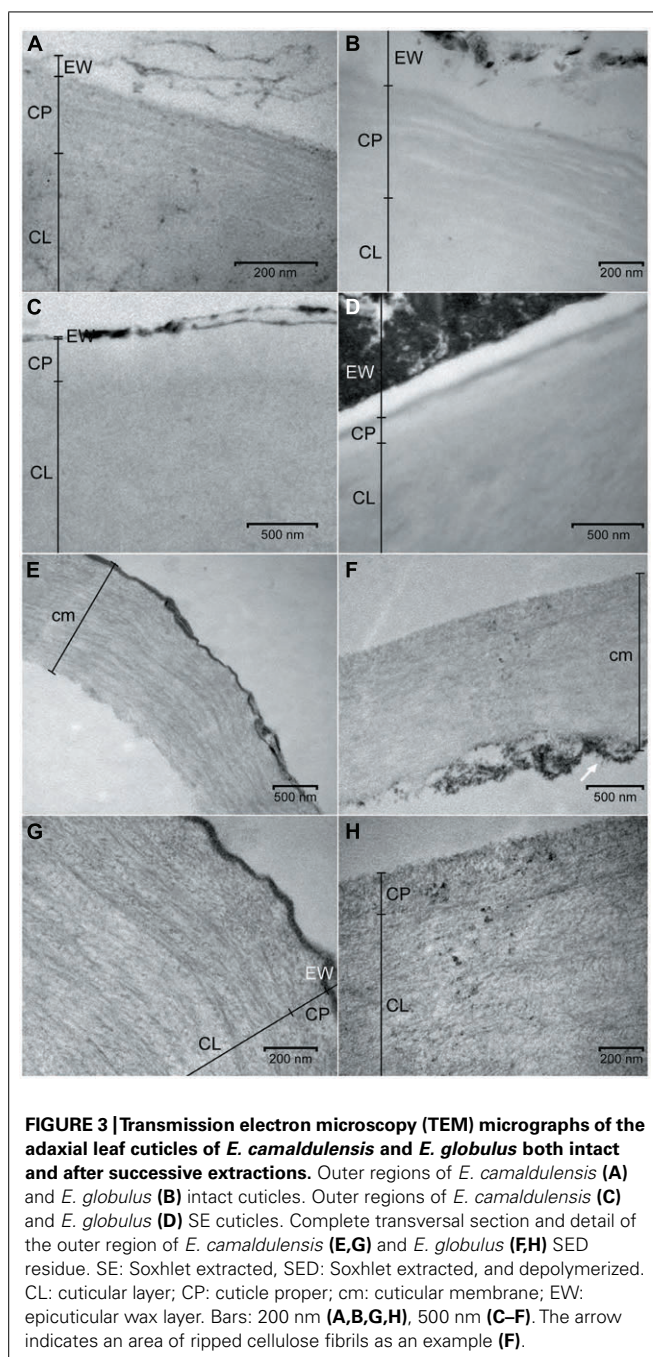 A
EW
CP
CL
200 nm
B
EW
CP
CL
200 nm
C
EW
CP
CL
500 nm
D
EW
CP
CL
500 nm
E
cm
500 nm
F
cm
500 nm
G
EW
CP
CL
200 nm
H
CP
CL
200 nm
FIGURE 3 | Transmission electron microscopy (TEM) micrographs of the
adaxial leaf cuticles of E. camaldulensis and E. globulus both intact
and after successive extractions. Outer regions of E. camaldulensis (A)
and E. globulus (B) intact cuticles. Outer regions of E. camaldulensis (C)
and E. globulus (D) SE cuticles. Complete transversal section and detail of
the outer region of E. camaldulensis (E,G) and E. globulus (F,H) SED
residue. SE: Soxhlet extracted, SED: Soxhlet extracted, and depolymerized.
CL: cuticular layer; CP: cuticle proper; cm: cuticular membrane; EW:
epicuticular wax layer. Bars: 200 nm (A,B,G,H), 500 nm (C–F). The arrow
indicates an area of ripped cellulose fibrils as an example (F).